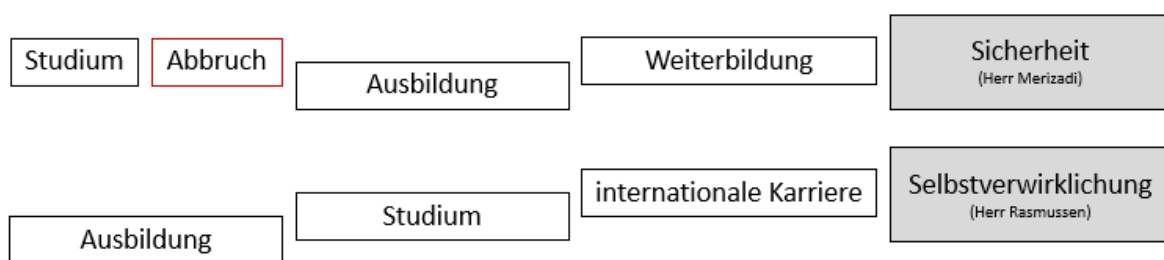 Studium
Abbruch
Ausbildung
Weiterbildung
Sicherheit
(Herr Merizadi)
Ausbildung
Studium
internationale Karriere
Selbstverwirklichung
(Herr Rasmussen)